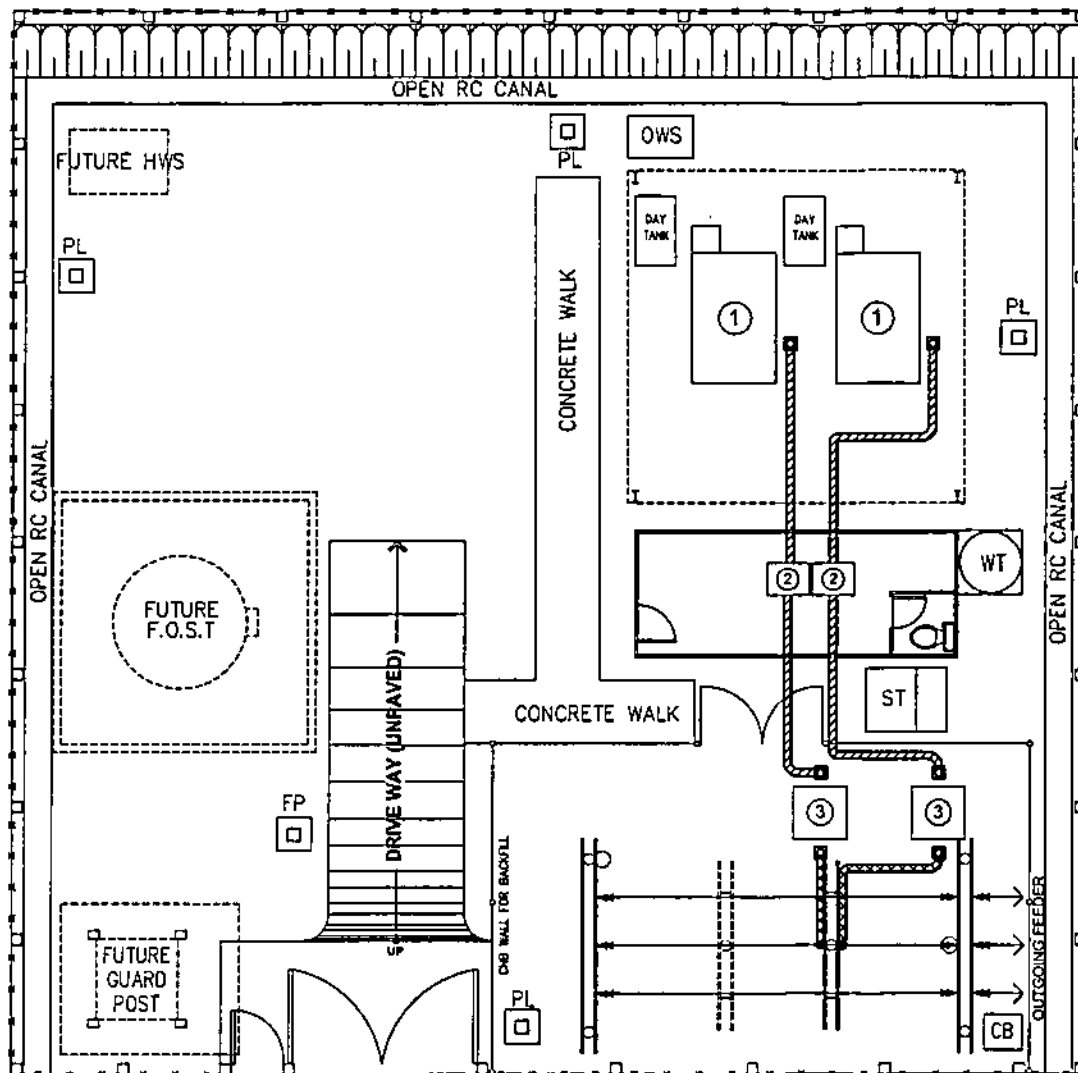 OPEN RC CANAL
FUTURE HWS
PL
OWS
PL
DAY
TANK
DAY
TANK
PL
1
1
CONCRETE WALK
OPEN RC CANAL
OPEN RC CANAL
2
2
WT
FUTURE
F.O.S.T
DRIVE WAY (UNPAVED)
CONCRETE WALK
ST
3
3
FP
CHB WALL FOR BACKFILL
OUTGOING FEEDER
UP
FUTURE
GUARD
POST
PL
CB